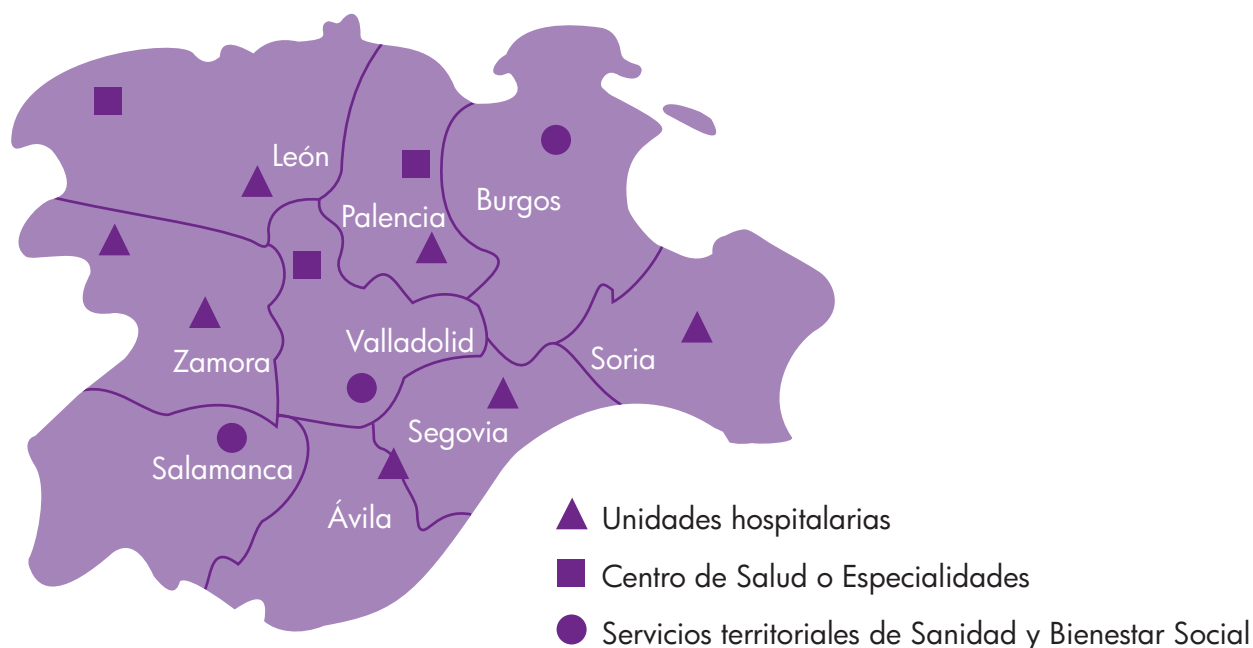 León
Burgos
Palencia
Valladolid
Soria
Zamora
Segovia
Salamanca
Ávila
Unidades hospitalarias
Centro de Salud o Especialidades
Servicios territoriales de Sanidad y Bienestar Social